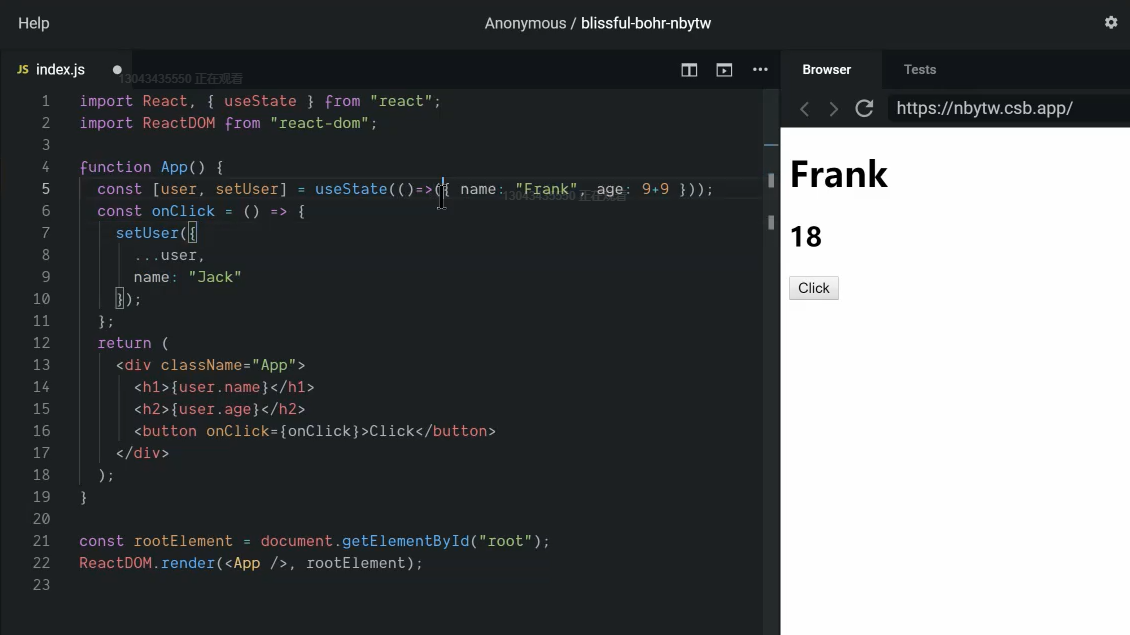 Help
Anonymous / blissful-bohr-nbytw
JS index.js
13043435550 正在观看
Browser
Tests
https://nbytw.csb.app/
1 import React, { useState } from "react";
2 import ReactDOM from "react-dom";
3
4 function App() {
5 const [user, setUser] = useState(()=>({ name: "Frank", age: 9+9 }));
13043435550 正在观看
6 const onClick = () => {
7 setUser({
8 ...user,
9 name: "Jack"
10 });
11 };
12 return (
13 <div className="App">
14 <h1>{user.name}</h1>
15 <h2>{user.age}</h2>
16 <button onClick={onClick}>Click</button>
17 </div>
18 );
19 }
20
21 const rootElement = document.getElementById("root");
22 ReactDOM.render(<App />, rootElement);
23
Frank
18
Click